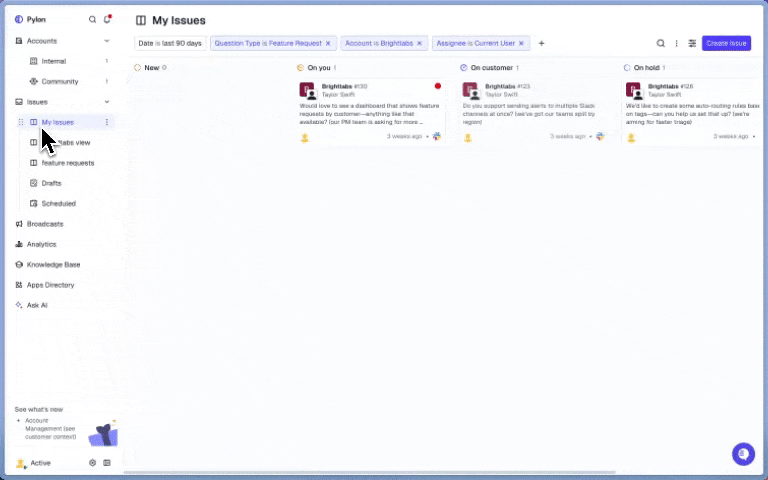 Pylon
Accounts
Internal
1
Community
1
Issues
My Issues
labs view
feature requests
Drafts
Scheduled
Broadcasts
Analytics
Knowledge Base
Apps Directory
Ask AI
See what's new
• Account
Management (see
customer context)
Active
My Issues
Date is last 90 days
Question Type is Feature Request ×
Account is Brightlabs ×
Assignee is Current User ×
+
Create Issue
New 0
On you 1
Brightlabs #130
Taylor Swift
Would love to see a dashboard that shows feature
requests by customer—anything like that
available? (our PM team is asking for more ...
3 weeks ago •
On customer 1
Brightlabs #123
Taylor Swift
Do you support sending alerts to multiple Slack
channels at once? (we've got our teams split by
region)
3 weeks ago •
On hold 1
Brightlabs #126
Taylor Swift
We'd like to create some auto-routing rules base
on tags—can you help us set that up? (we're
aiming for faster triage)
3 weeks ago •